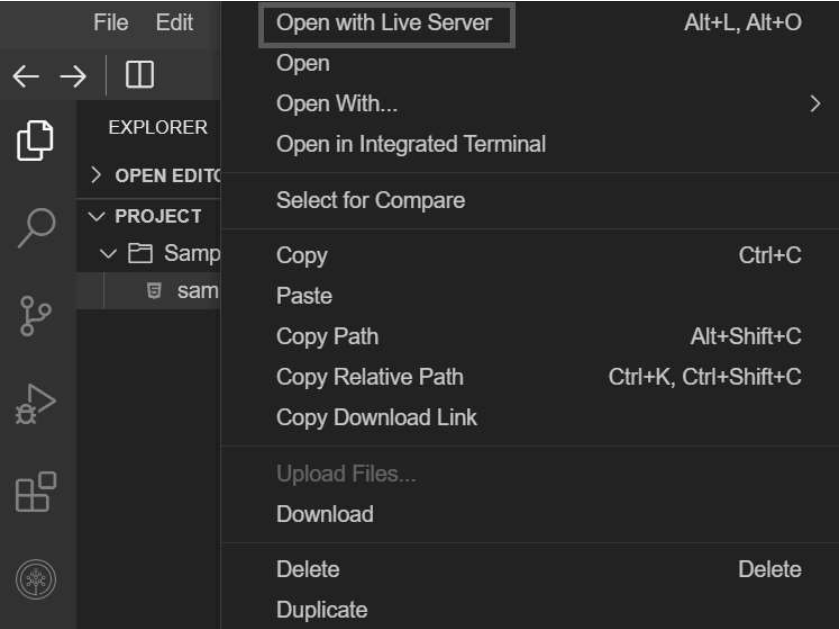 File Edit
EXPLORER
OPEN EDITO
PROJECT
Samp
sam
Open with Live Server Alt+L, Alt+O
Open
Open With...
Open in Integrated Terminal
Select for Compare
Copy Ctrl+C
Paste
Copy Path Alt+Shift+C
Copy Relative Path Ctrl+K, Ctrl+Shift+C
Copy Download Link
Upload Files...
Download
Delete Delete
Duplicate